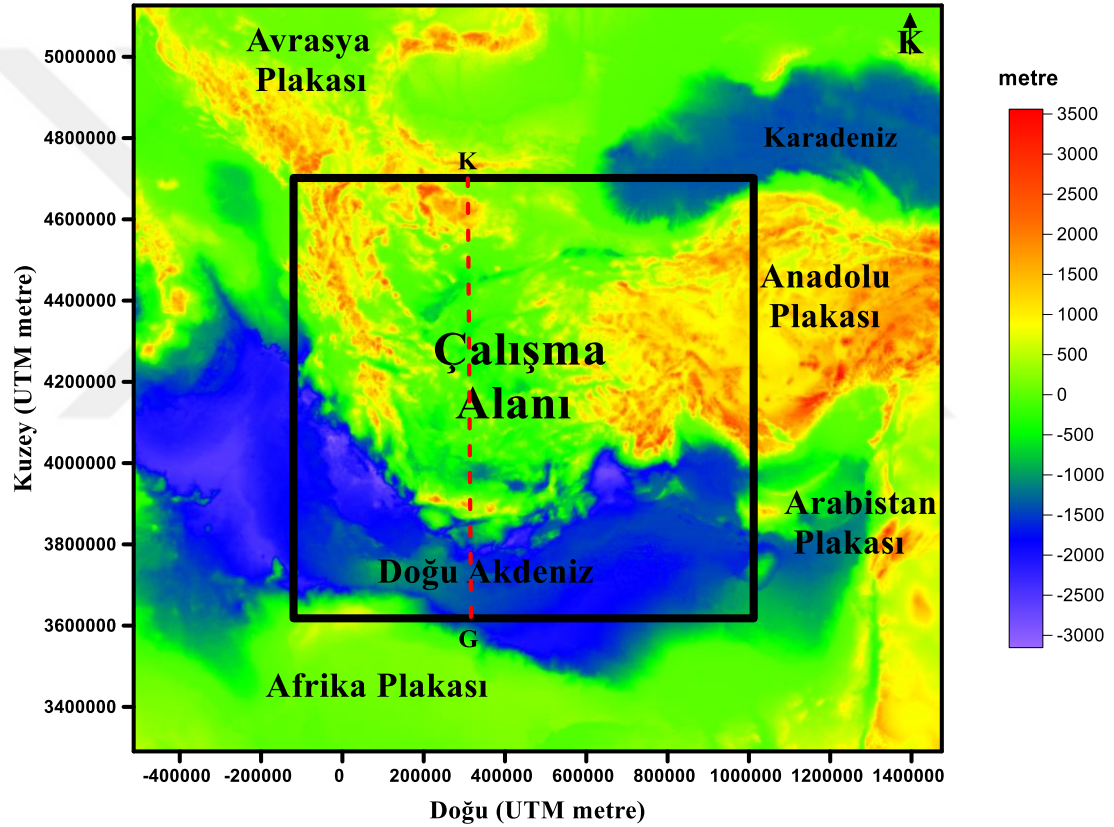 Avrasya
Plakası
K
metre
Karadeniz
K
Anadolu
Plakası
Çalışma
Alanı
Arabistan
Plakası
Doğu Akdeniz
G
Afrika Plakası
Kuzey (UTM metre)
5000000
4800000
4600000
4400000
4200000
4000000
3800000
3600000
3400000
-400000 -200000 0 200000 400000 600000 800000 1000000 1200000 1400000
Doğu (UTM metre)
3500
3000
2500
2000
1500
1000
500
0
-500
-1000
-1500
-2000
-2500
-3000